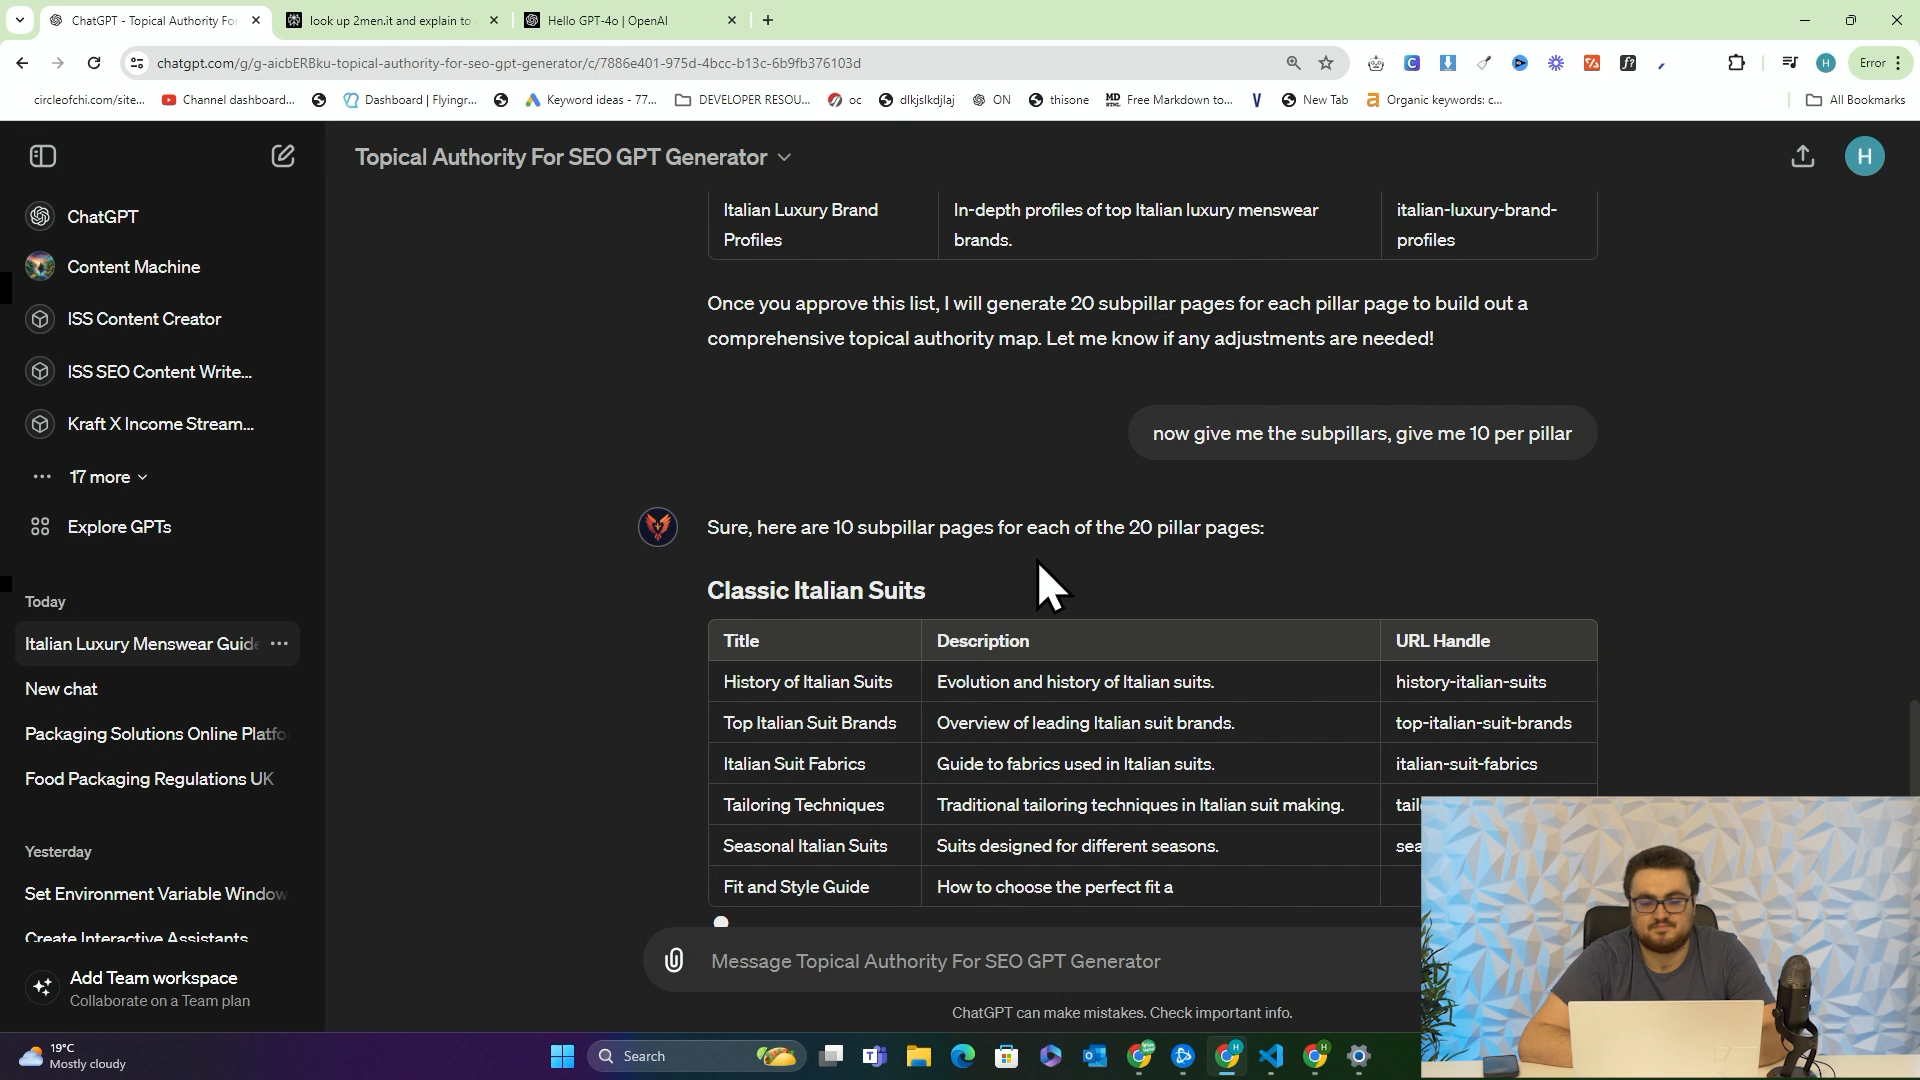 ChatGPT - Topical Authority For
look up 2men.it and explain to
Hello GPT-4o | OpenAI
chatgpt.com/g/g-aicbERBku-topical-authority-for-seo-gpt-generator/c/7886e401-975d-4bcc-b13c-6b9fb376103d
Error
circleofchi.com/site...
Channel dashboard...
Dashboard | Flyingr...
Keyword ideas - 77...
DEVELOPER RESOU...
oc
dlkjslkdjlaj
ON
thisone
Free Markdown to...
New Tab
Organic keywords: c...
All Bookmarks
Topical Authority For SEO GPT Generator
H
ChatGPT
Content Machine
ISS Content Creator
ISS SEO Content Write...
Kraft X Income Stream...
17 more
Explore GPTs
Today
Italian Luxury Menswear Guide
New chat
Packaging Solutions Online Platfo
Food Packaging Regulations UK
Yesterday
Set Environment Variable Window
Create Interactive Assistants
Add Team workspace
Collaborate on a Team plan
Italian Luxury Brand Profiles
In-depth profiles of top Italian luxury menswear brands.
italian-luxury-brand-profiles
Once you approve this list, I will generate 20 subpillar pages for each pillar page to build out a
comprehensive topical authority map. Let me know if any adjustments are needed!
now give me the subpillars, give me 10 per pillar
Sure, here are 10 subpillar pages for each of the 20 pillar pages:
Classic Italian Suits
Title Description URL Handle
History of Italian Suits Evolution and history of Italian suits. history-italian-suits
Top Italian Suit Brands Overview of leading Italian suit brands. top-italian-suit-brands
Italian Suit Fabrics Guide to fabrics used in Italian suits. italian-suit-fabrics
Tailoring Techniques Traditional tailoring techniques in Italian suit making. tail
Seasonal Italian Suits Suits designed for different seasons. sea
Fit and Style Guide How to choose the perfect fit a
Message Topical Authority For SEO GPT Generator
ChatGPT can make mistakes. Check important info.
19°C
Mostly cloudy
Search